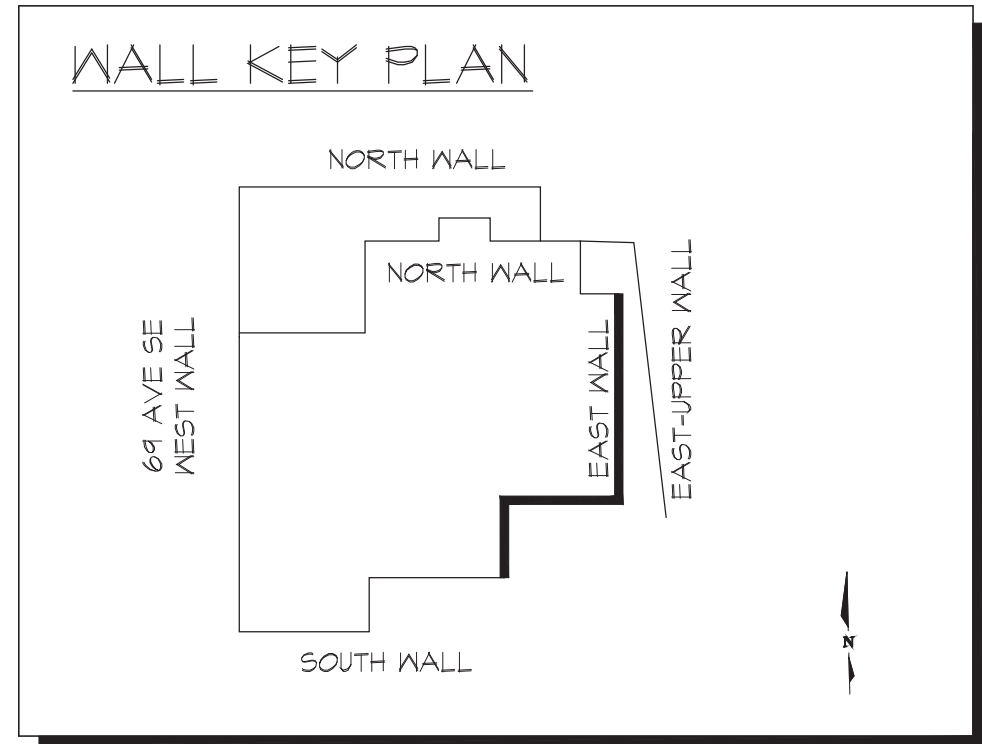 WALL KEY PLAN
NORTH WALL
NORTH WALL
69 AVE SE
WEST WALL
EAST WALL
EAST-UPPER WALL
SOUTH WALL
N